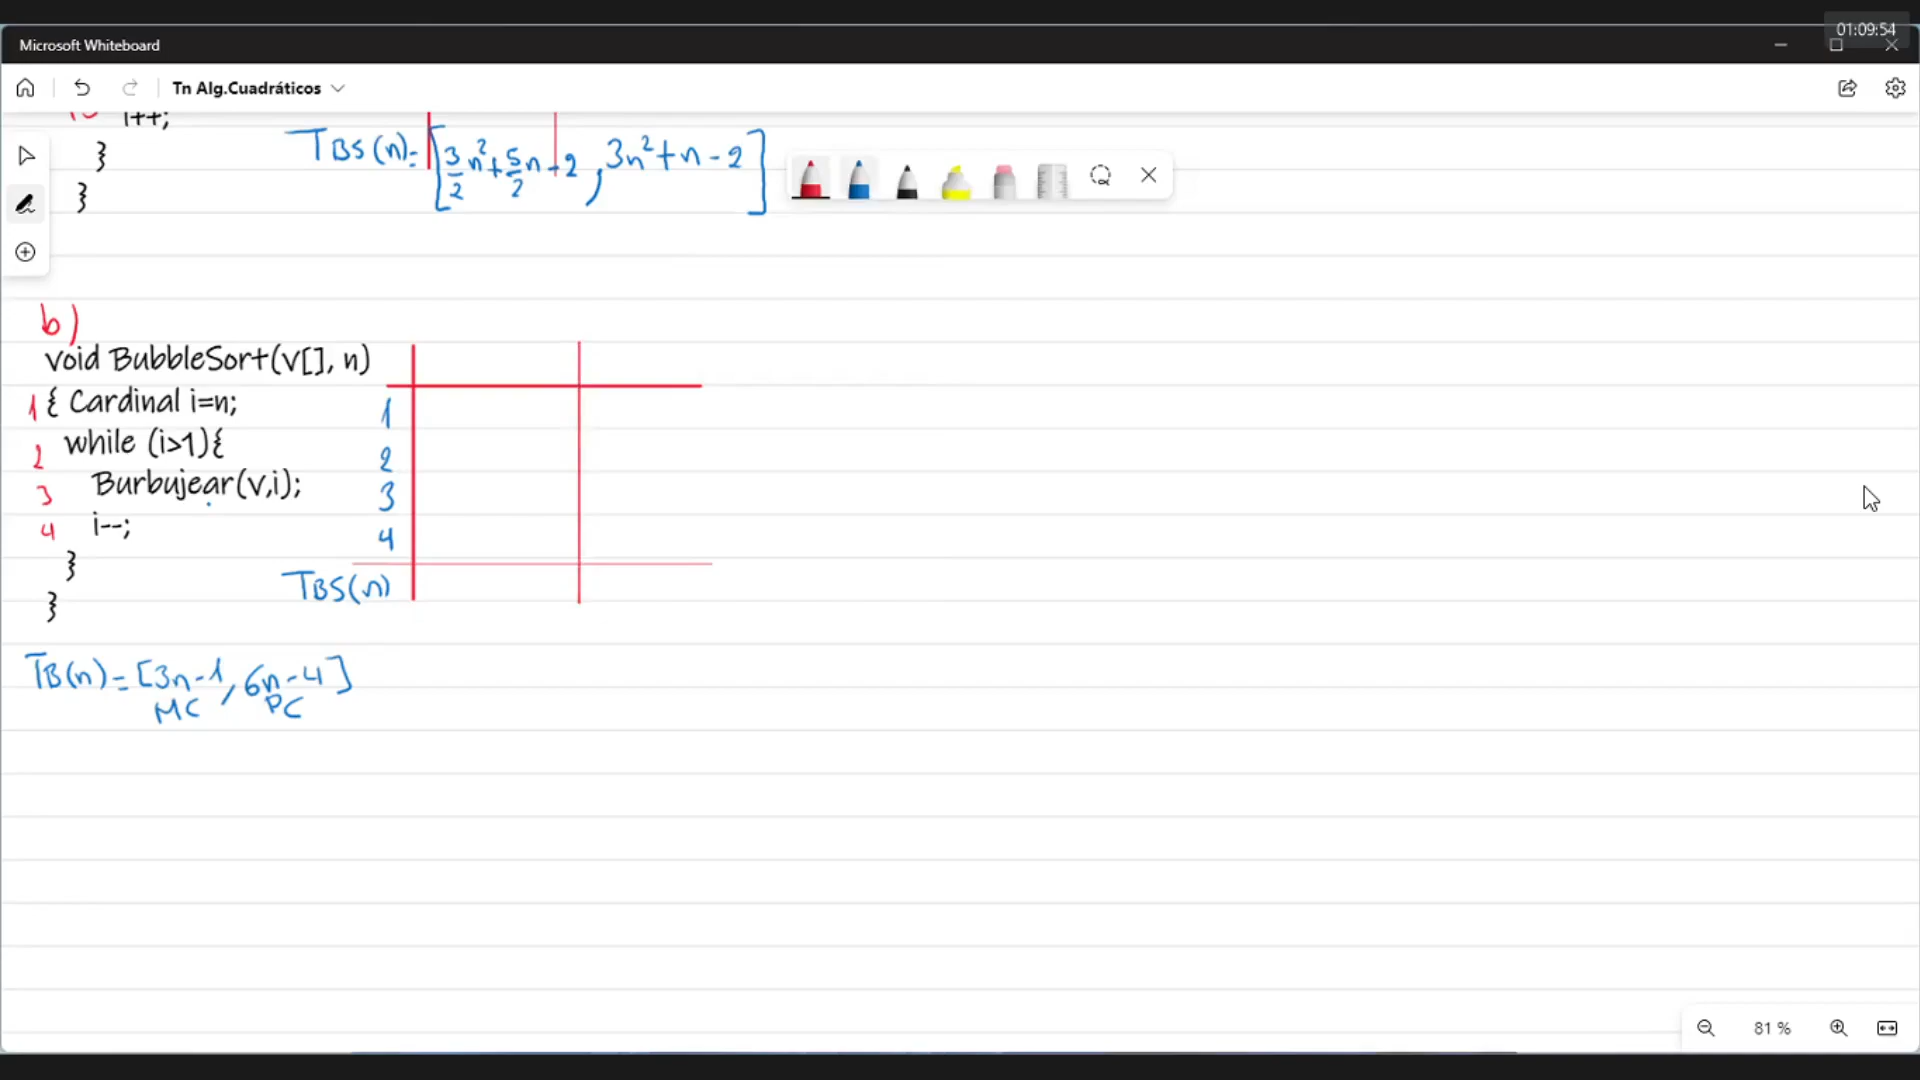 01:09:54
Microsoft Whiteboard
Tn Alg.Cuadráticos
10 i++;
}
}
TBS(n)= [3/2 n²+5/2 n-2, 3n²+n-2]
b)
void BubbleSort(v[], n)
1 { Cardinal i=n;
2 while (i>1){
3 Burbujear(v,i);
4 i--;
}
}
1
2
3
4
TBS(n)
TB(n)=[3n-1, 6n-4]
MC PC
81 %